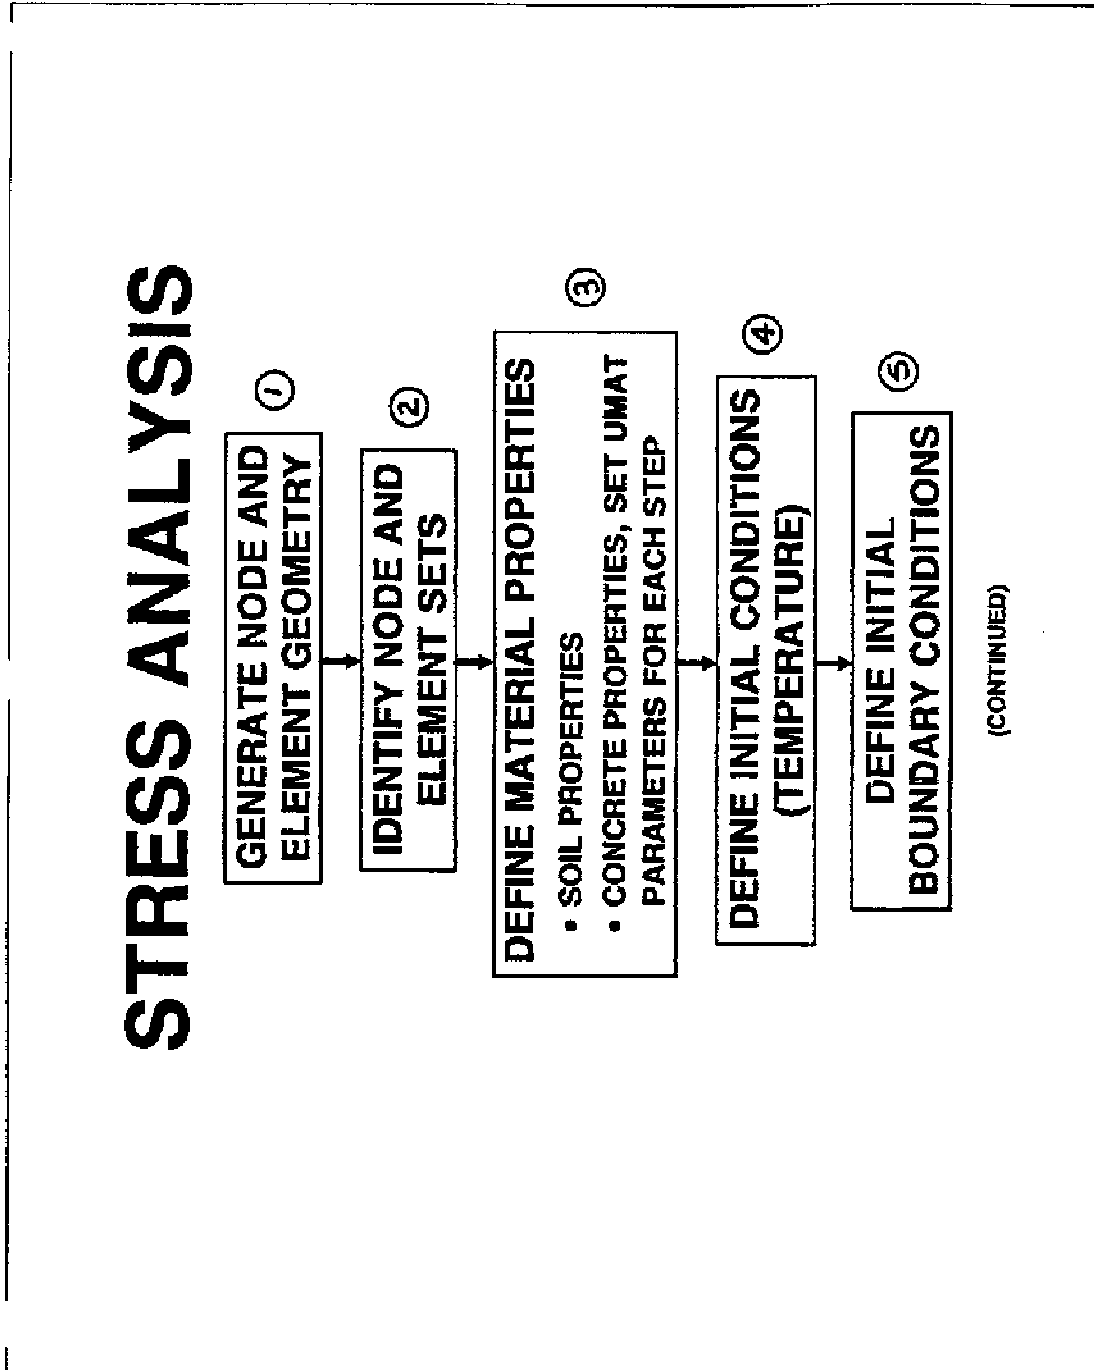 STRESS ANALYSIS
GENERATE NODE AND
ELEMENT GEOMETRY
1
IDENTIFY NODE AND
ELEMENT SETS
2
DEFINE MATERIAL PROPERTIES
• SOIL PROPERTIES
• CONCRETE PROPERTIES, SET UMAT
PARAMETERS FOR EACH STEP
3
DEFINE INITIAL CONDITIONS
(TEMPERATURE)
4
DEFINE INITIAL
BOUNDARY CONDITIONS
5
(CONTINUED)